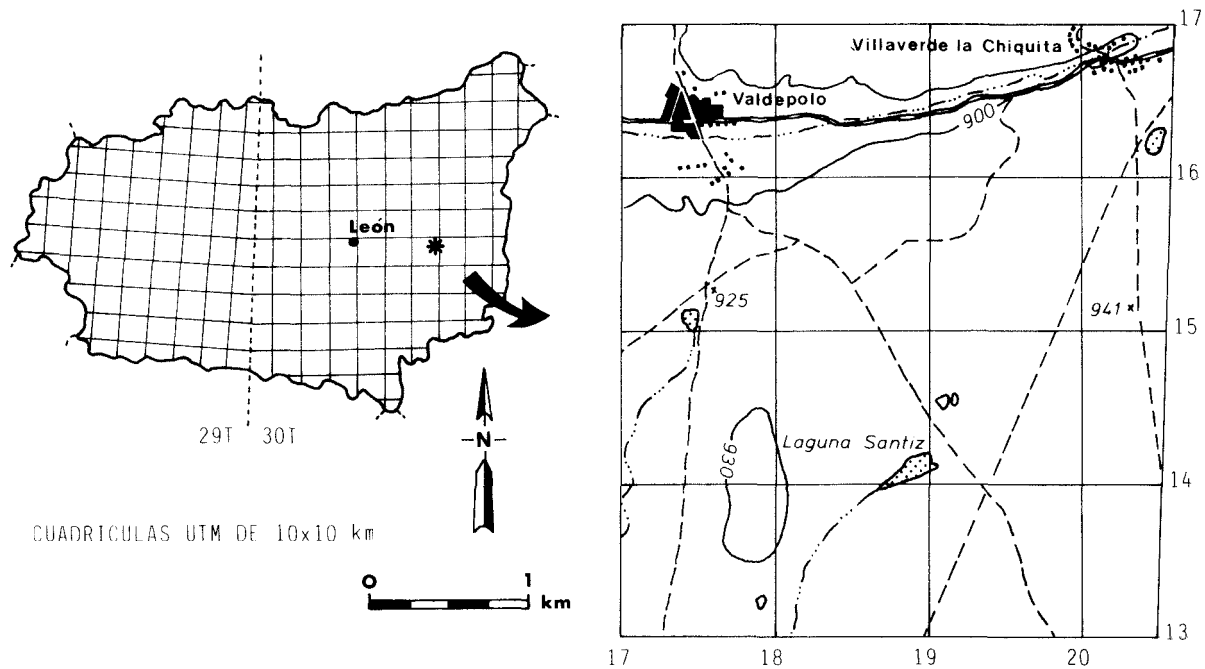 León
29T 30T
N
CUADRICULAS UTM DE 10x10 km
0 1
km
Villaverde la Chiquita
Valdepolo
900
925
941
Laguna Santiz
930
17
16
15
14
13
17 18 19 20